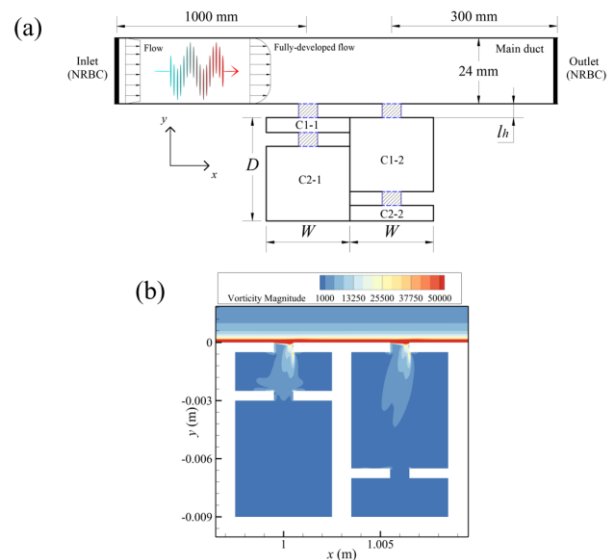 (a)
1000 mm
300 mm
Inlet
(NRBC)
Flow
Fully-developed flow
Main duct
24 mm
Outlet
(NRBC)
y
x
C1-1
C2-1
C1-2
C2-2
D
l_h
W
W
(b)
Vorticity Magnitude
1000 13250 25500 37750 50000
0
-0.003
-0.006
-0.009
y (m)
1
1.005
x (m)